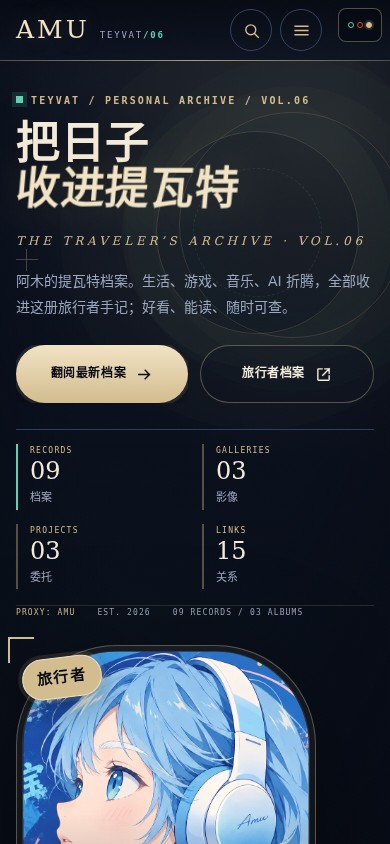 AMU TEYVAT/06
TEYVAT / PERSONAL ARCHIVE / VOL.06
把日子
收进提瓦特
THE TRAVELER'S ARCHIVE · VOL.06
阿木的提瓦特档案。生活、游戏、音乐、AI 折腾，全部收
进这册旅行者手记；好看、能读、随时可查。
翻阅最新档案 →
旅行者档案
RECORDS
09
档案
GALLERIES
03
影像
PROJECTS
03
委托
LINKS
15
关系
PROXY: AMU EST. 2026 09 RECORDS / 03 ALBUMS
旅行者
宝
Amu